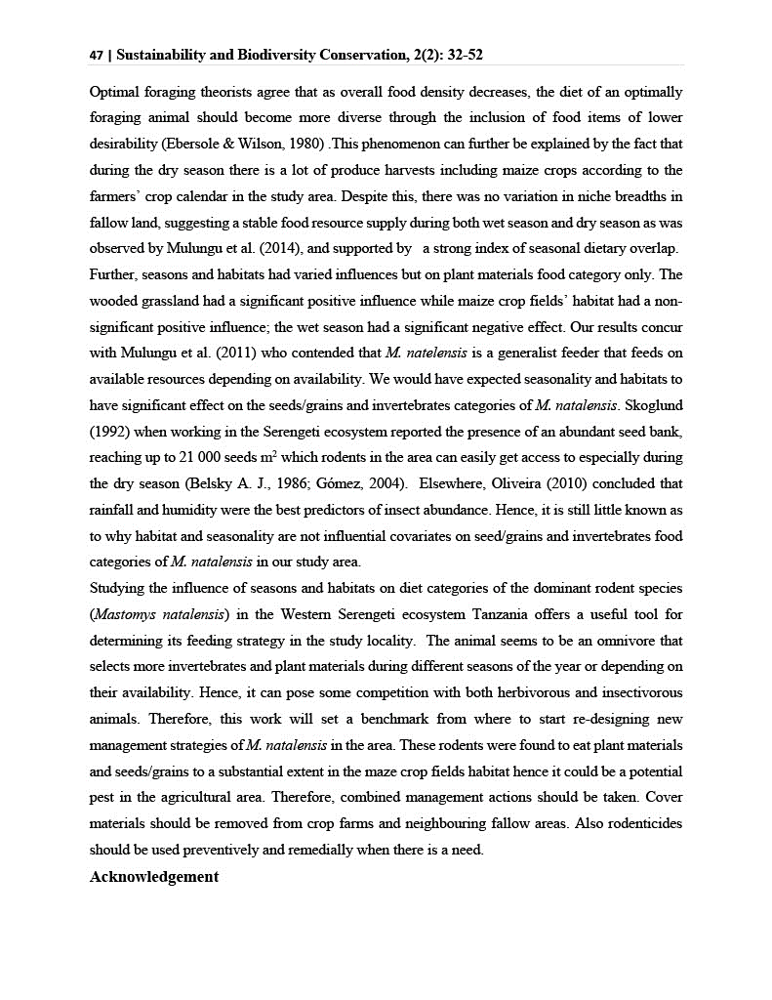 47 | Sustainability and Biodiversity Conservation, 2(2): 32-52
Optimal foraging theorists agree that as overall food density decreases, the diet of an optimally
foraging animal should become more diverse through the inclusion of food items of lower
desirability (Ebersole & Wilson, 1980) .This phenomenon can further be explained by the fact that
during the dry season there is a lot of produce harvests including maize crops according to the
farmers’ crop calendar in the study area. Despite this, there was no variation in niche breadths in
fallow land, suggesting a stable food resource supply during both wet season and dry season as was
observed by Mulungu et al. (2014), and supported by   a strong index of seasonal dietary overlap.
Further, seasons and habitats had varied influences but on plant materials food category only. The
wooded grassland had a significant positive influence while maize crop fields’ habitat had a non-
significant positive influence; the wet season had a significant negative effect. Our results concur
with Mulungu et al. (2011) who contended that M. natelensis is a generalist feeder that feeds on
available resources depending on availability. We would have expected seasonality and habitats to
have significant effect on the seeds/grains and invertebrates categories of M. natalensis. Skoglund
(1992) when working in the Serengeti ecosystem reported the presence of an abundant seed bank,
reaching up to 21 000 seeds m² which rodents in the area can easily get access to especially during
the dry season (Belsky A. J., 1986; Gómez, 2004).  Elsewhere, Oliveira (2010) concluded that
rainfall and humidity were the best predictors of insect abundance. Hence, it is still little known as
to why habitat and seasonality are not influential covariates on seed/grains and invertebrates food
categories of M. natalensis in our study area.
Studying the influence of seasons and habitats on diet categories of the dominant rodent species
(Mastomys natalensis) in the Western Serengeti ecosystem Tanzania offers a useful tool for
determining its feeding strategy in the study locality.  The animal seems to be an omnivore that
selects more invertebrates and plant materials during different seasons of the year or depending on
their availability. Hence, it can pose some competition with both herbivorous and insectivorous
animals. Therefore, this work will set a benchmark from where to start re-designing new
management strategies of M. natalensis in the area. These rodents were found to eat plant materials
and seeds/grains to a substantial extent in the maze crop fields habitat hence it could be a potential
pest in the agricultural area. Therefore, combined management actions should be taken. Cover
materials should be removed from crop farms and neighbouring fallow areas. Also rodenticides
should be used preventively and remedially when there is a need.
Acknowledgement